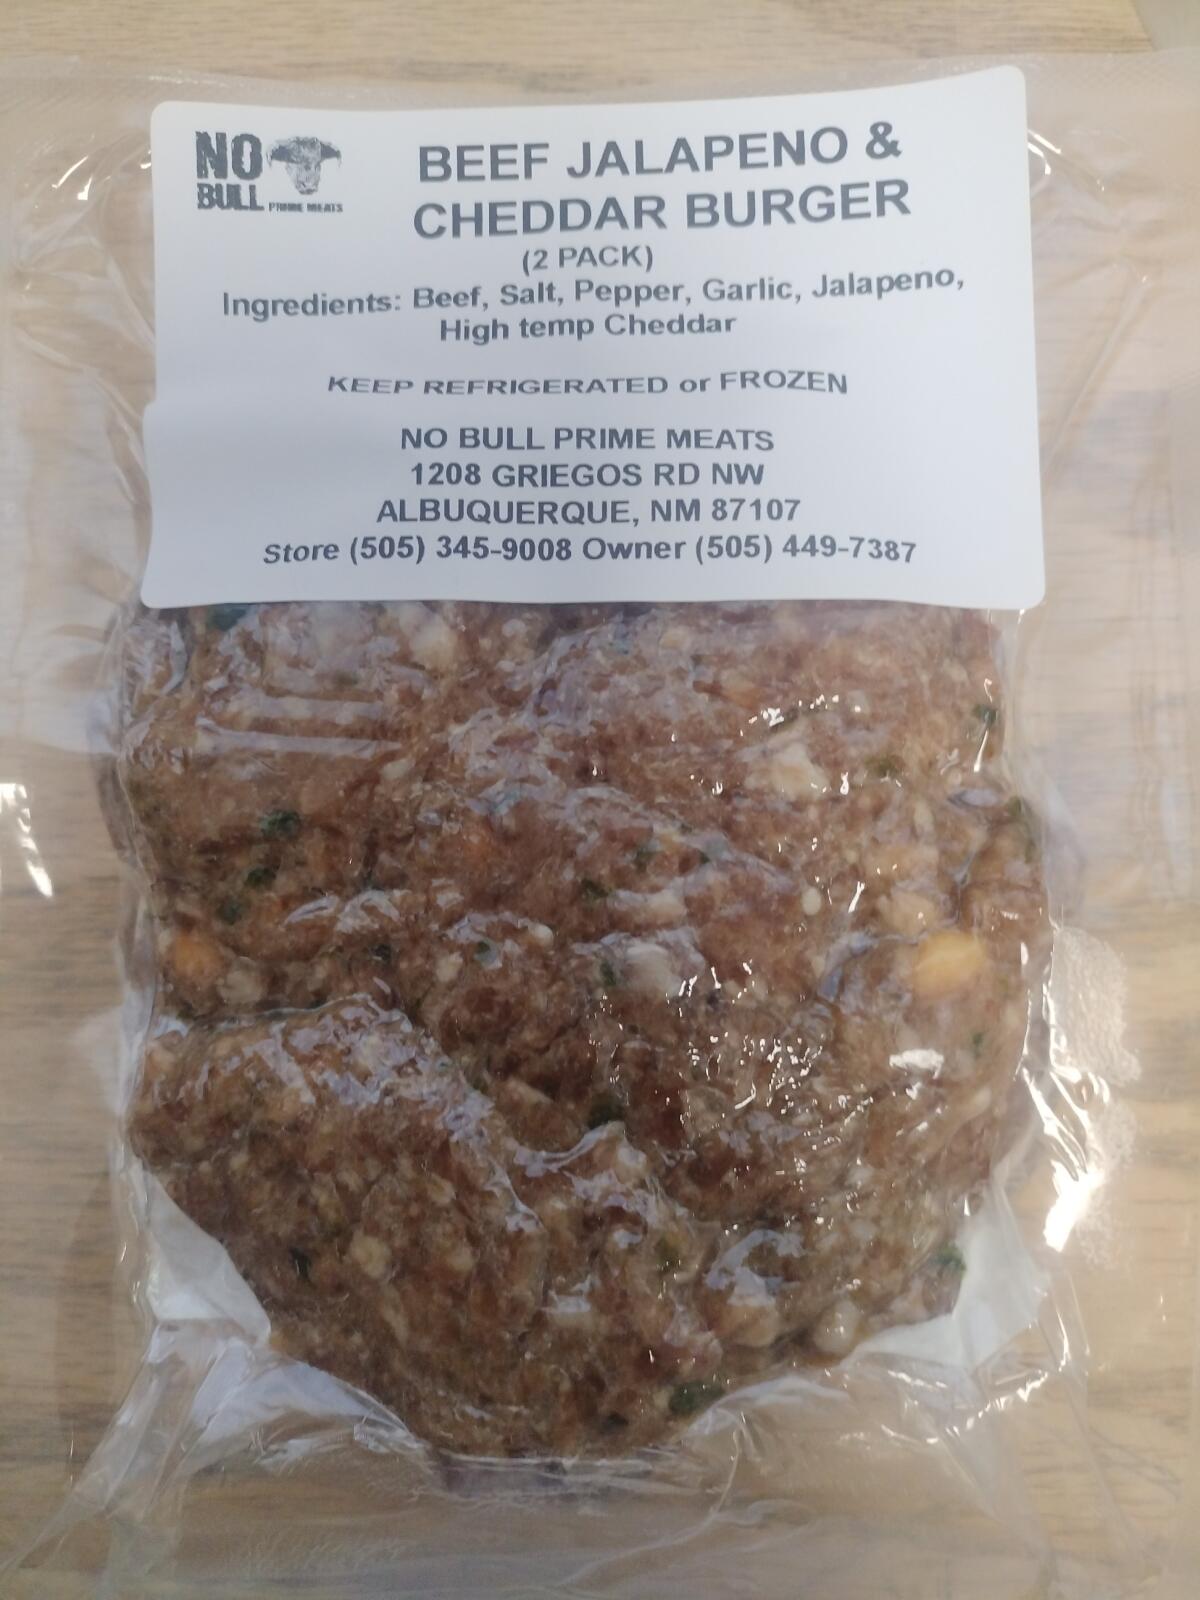 NO
BULL PRIME MEATS
BEEF JALAPENO &
CHEDDAR BURGER
(2 PACK)
Ingredients: Beef, Salt, Pepper, Garlic, Jalapeno,
High temp Cheddar
KEEP REFRIGERATED or FROZEN
NO BULL PRIME MEATS
1208 GRIEGOS RD NW
ALBUQUERQUE, NM 87107
Store (505) 345-9008 Owner (505) 449-7387